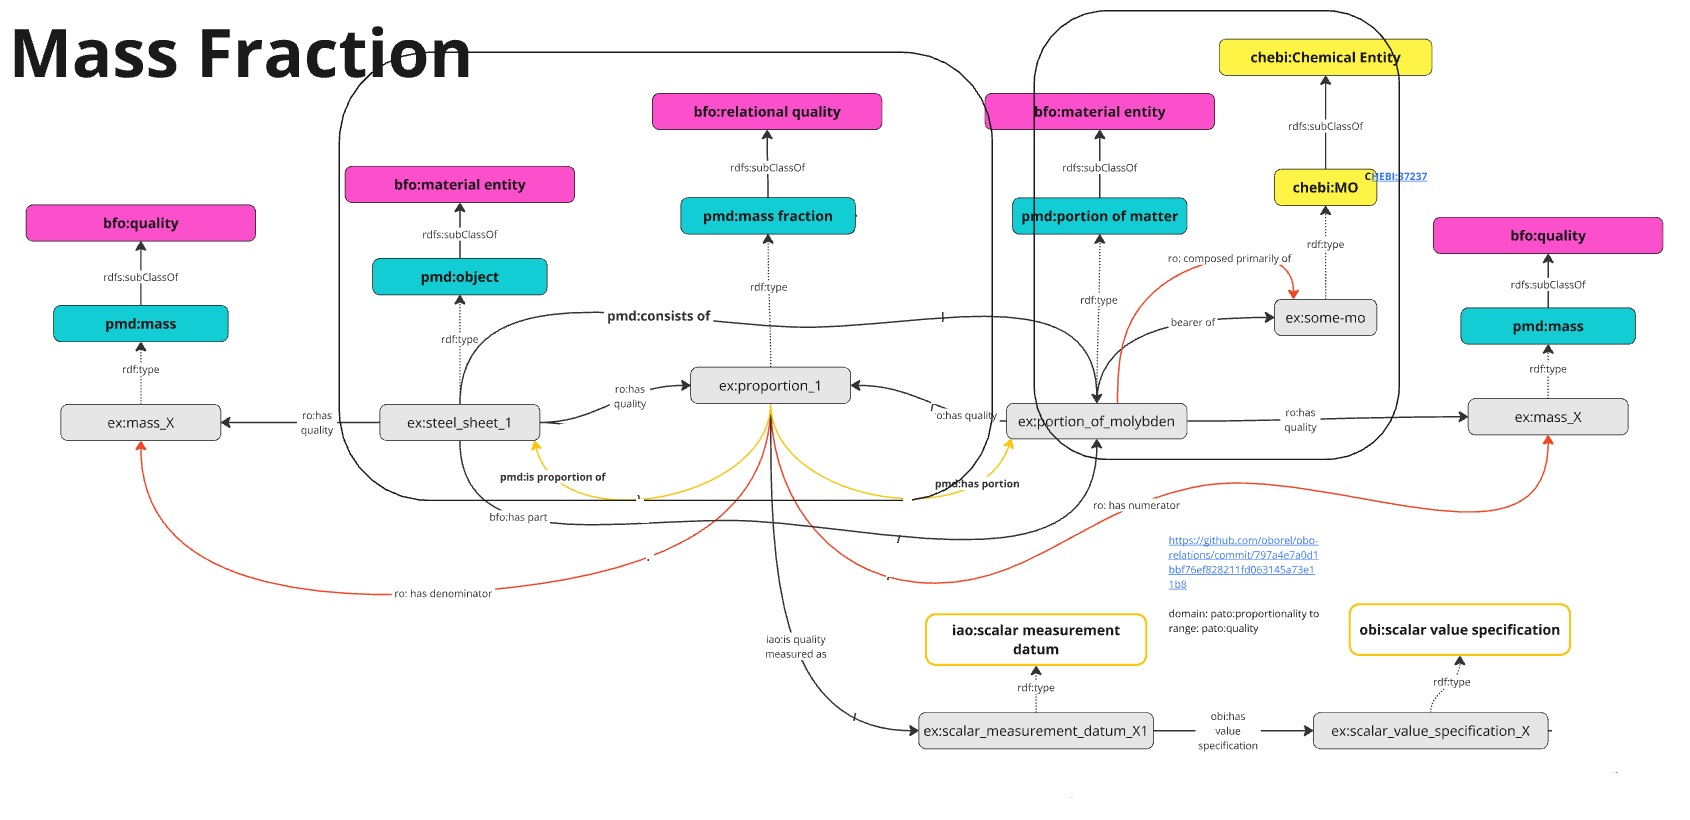 Mass Fraction
chebi:Chemical Entity
bfo:relational quality
bfo:material entity
rdfs:subClassOf
rdfs:subClassOf
rdfs:subClassOf
bfo:material entity
chebi:MO
CHEBI:37237
bfo:quality
pmd:mass fraction
pmd:portion of matter
bfo:quality
rdfs:subClassOf
rdf:type
ro: composed primarily of
rdfs:subClassOf
pmd:object
rdfs:subClassOf
rdf:type
rdf:type
pmd:mass
pmd:consists of
bearer of
ex:some-mo
pmd:mass
rdf:type
rdf:type
rdf:type
ex:proportion_1
ro:has
quality
ex:mass_X
ro:has
quality
ex:steel_sheet_1
ro:has quality
ex:portion_of_molybden
ro:has
quality
ex:mass_X
pmd:is proportion of
pmd:has portion
bfo:has part
ro: has numerator
https://github.com/oborel/obo-
relations/commit/797a4e7a0d1
bbf76ef828211fd063145a73e1
1b8
ro: has denominator
domain: pato:proportionality to
range: pato:quality
iao:is quality
measured as
iao:scalar measurement
datum
obi:scalar value specification
rdf:type
rdf:type
ex:scalar_measurement_datum_X1
obi:has
value
specification
ex:scalar_value_specification_X